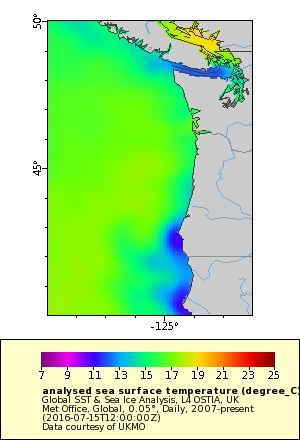 50°
45°
-125°
7 9 11 13 15 17 19 21 23 25
analysed sea surface temperature (degree_C)
Global SST & Sea Ice Analysis, L4 OSTIA, UK
Met Office, Global, 0.05°, Daily, 2007-present
(2016-07-15T12:00:00Z)
Data courtesy of UKMO